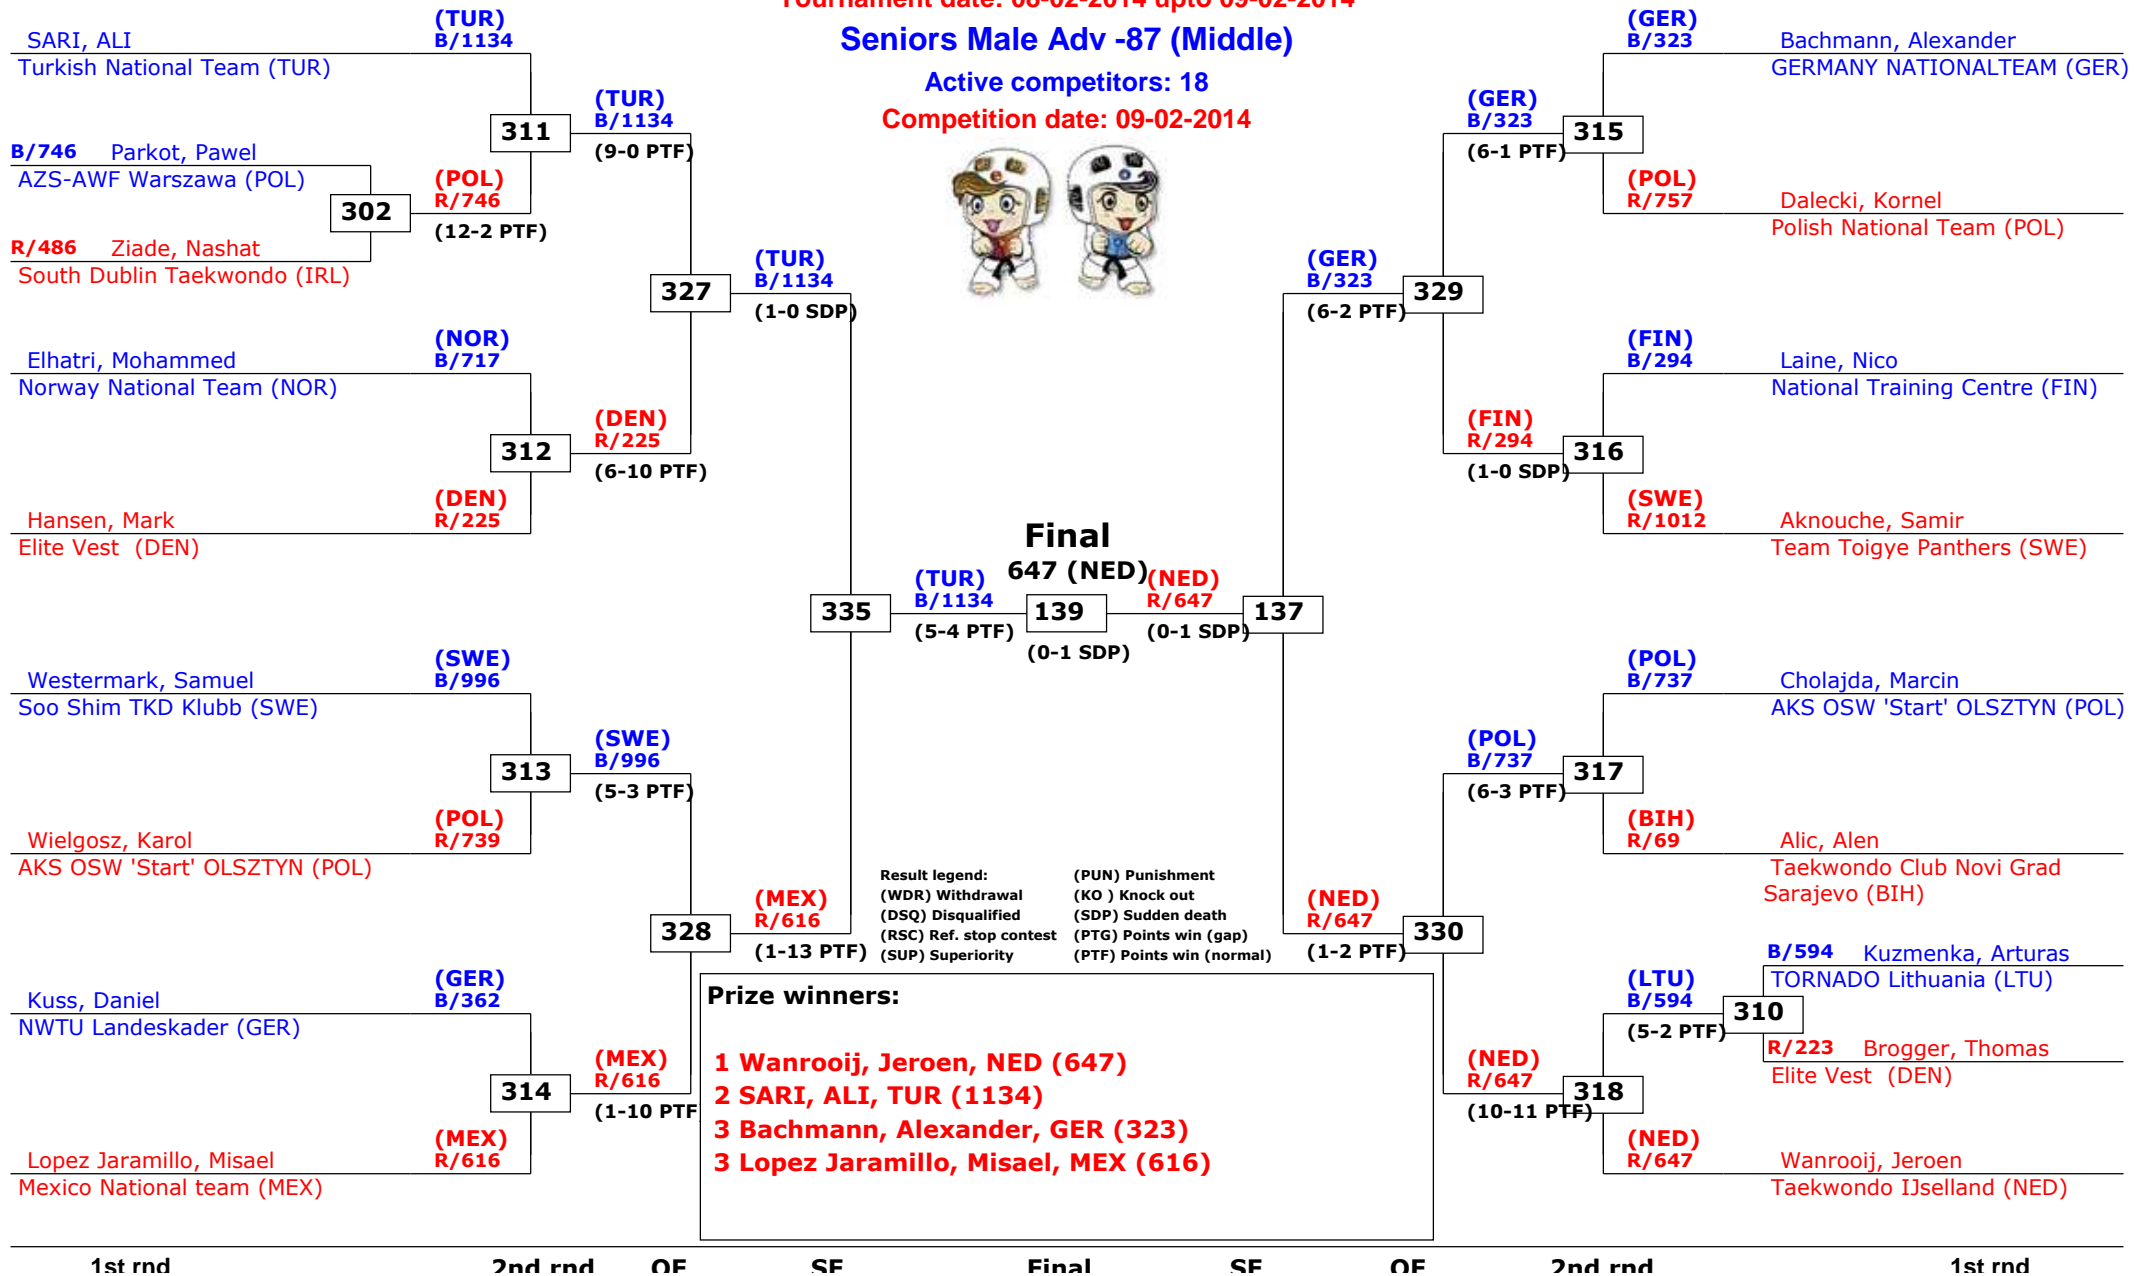 Tournament date: 08-02-2014 upto 09-02-2014
Seniors Male Adv -87 (Middle)
Active competitors: 18
Competition date: 09-02-2014
SARI, ALI
Turkish National Team (TUR)
(TUR)
B/1134
B/746 Parkot, Pawel
AZS-AWF Warszawa (POL)
R/486 Ziade, Nashat
South Dublin Taekwondo (IRL)
302
(POL)
R/746
(12-2 PTF)
311
(TUR)
B/1134
(9-0 PTF)
Elhatri, Mohammed
Norway National Team (NOR)
(NOR)
B/717
Hansen, Mark
Elite Vest (DEN)
(DEN)
R/225
312
(DEN)
R/225
(6-10 PTF)
327
(TUR)
B/1134
(1-0 SDP)
Westermark, Samuel
Soo Shim TKD Klubb (SWE)
(SWE)
B/996
Wielgosz, Karol
AKS OSW 'Start' OLSZTYN (POL)
(POL)
R/739
313
(SWE)
B/996
(5-3 PTF)
Kuss, Daniel
NWTU Landeskader (GER)
(GER)
B/362
Lopez Jaramillo, Misael
Mexico National team (MEX)
(MEX)
R/616
314
(MEX)
R/616
(1-10 PTF
328
(MEX)
R/616
(1-13 PTF)
335
(TUR)
B/1134
(5-4 PTF)
Final
647 (NED)
139
(0-1 SDP)
(NED)
R/647
(0-1 SDP)
137
(GER)
B/323
(6-2 PTF)
329
(GER)
B/323
(6-1 PTF)
315
(GER)
B/323
Bachmann, Alexander
GERMANY NATIONALTEAM (GER)
(POL)
R/757
Dalecki, Kornel
Polish National Team (POL)
(FIN)
R/294
(1-0 SDP)
316
(FIN)
B/294
Laine, Nico
National Training Centre (FIN)
(SWE)
R/1012
Aknouche, Samir
Team Toigye Panthers (SWE)
(NED)
R/647
(1-2 PTF)
330
(POL)
B/737
(6-3 PTF)
317
(POL)
B/737
Cholajda, Marcin
AKS OSW 'Start' OLSZTYN (POL)
(BIH)
R/69
Alic, Alen
Taekwondo Club Novi Grad
Sarajevo (BIH)
(NED)
R/647
(10-11 PTF)
318
(LTU)
B/594
(5-2 PTF)
310
B/594 Kuzmenka, Arturas
TORNADO Lithuania (LTU)
R/223 Brogger, Thomas
Elite Vest (DEN)
(NED)
R/647
Wanrooij, Jeroen
Taekwondo IJselland (NED)
Result legend:
(WDR) Withdrawal
(DSQ) Disqualified
(RSC) Ref. stop contest
(SUP) Superiority
(PUN) Punishment
(KO ) Knock out
(SDP) Sudden death
(PTG) Points win (gap)
(PTF) Points win (normal)
Prize winners:
1 Wanrooij, Jeroen, NED (647)
2 SARI, ALI, TUR (1134)
3 Bachmann, Alexander, GER (323)
3 Lopez Jaramillo, Misael, MEX (616)
1st rnd 2nd rnd QF SF Final SF QF 2nd rnd 1st rnd